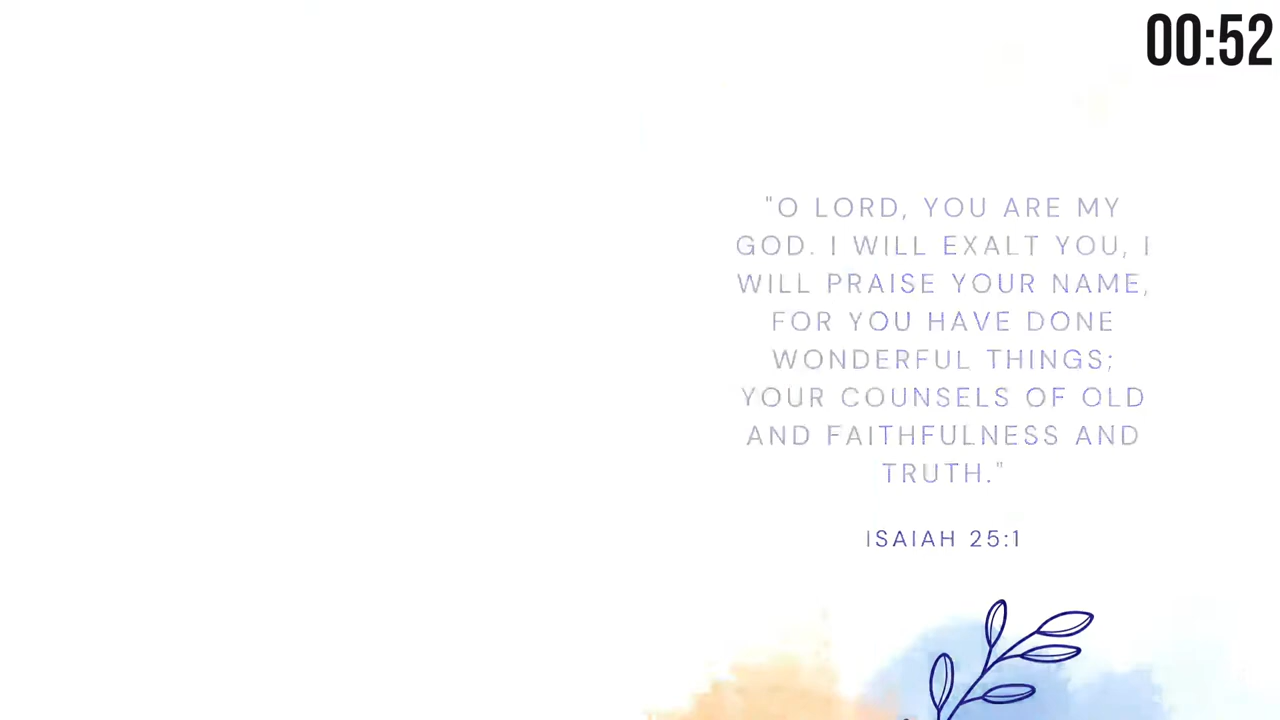 00:52
"O LORD, YOU ARE MY
GOD. I WILL EXALT YOU, I
WILL PRAISE YOUR NAME,
FOR YOU HAVE DONE
WONDERFUL THINGS;
YOUR COUNSELS OF OLD
AND FAITHFULNESS AND
TRUTH."
ISAIAH 25:1